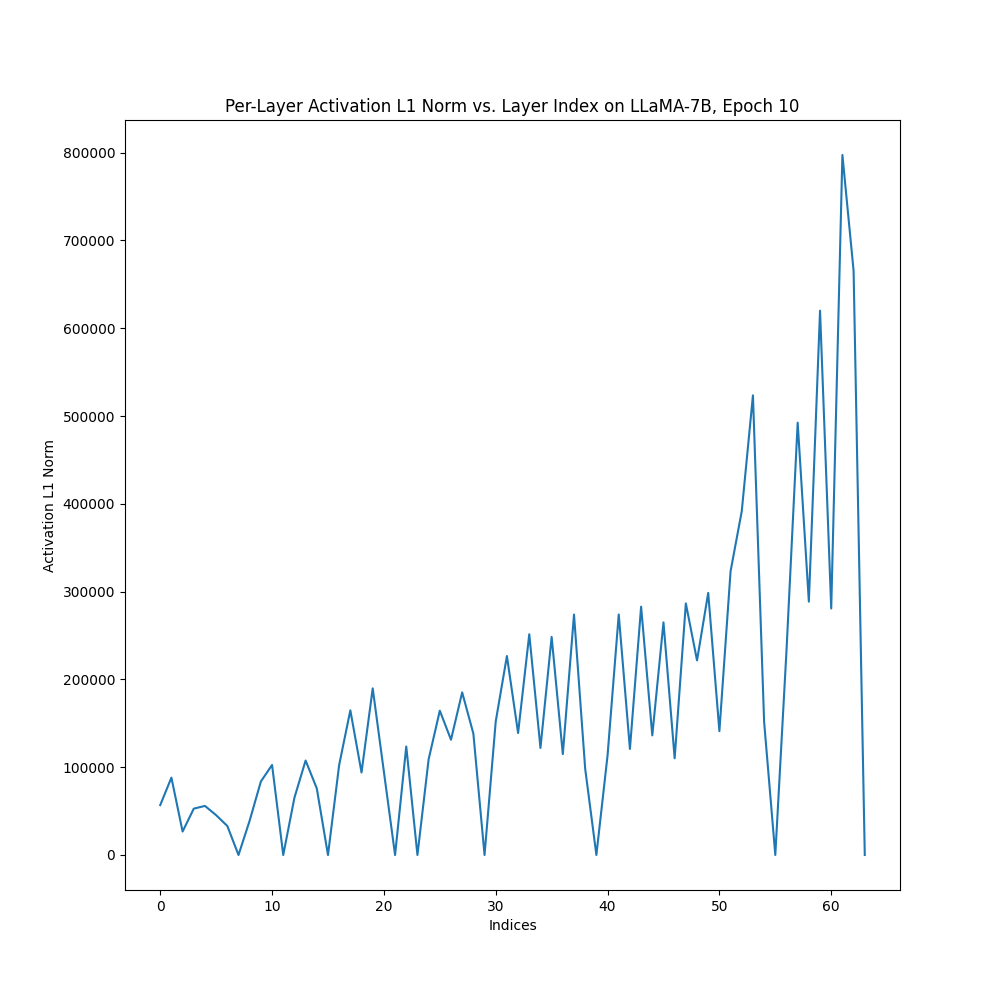 Per-Layer Activation L1 Norm vs. Layer Index on LLaMA-7B, Epoch 10
800000
700000
600000
500000
400000
300000
200000
100000
0
Activation L1 Norm
0 10 20 30 40 50 60
Indices